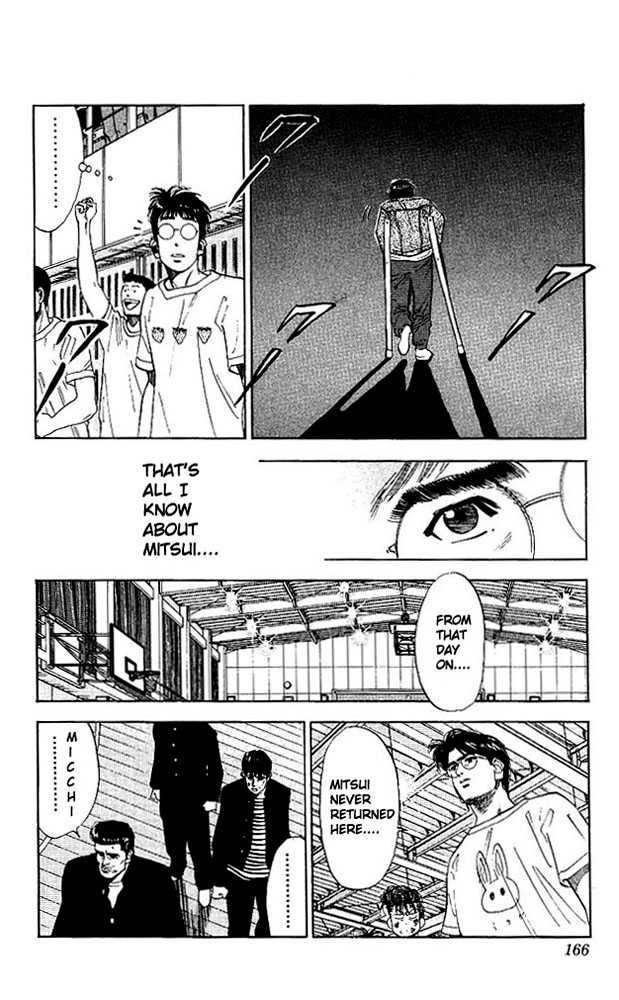 ..........
THAT'S
ALL I
KNOW
ABOUT
MITSUI....
FROM
THAT
DAY
ON....
MITSUI
NEVER
RETURNED
HERE....
..........
MICCHI
166